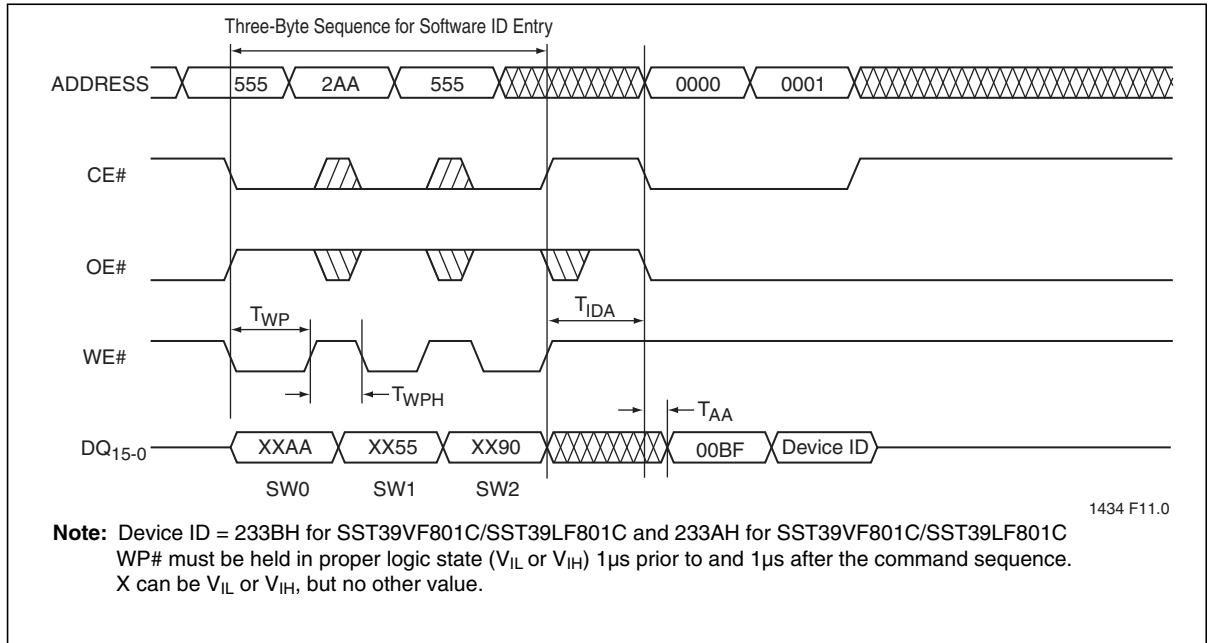 Three-Byte Sequence for Software ID Entry
ADDRESS 555 2AA 555 0000 0001
CE#
OE#
TWP TIDA
WE#
TWPH
TAA
DQ15-0 XXAA XX55 XX90 00BF Device ID
SW0 SW1 SW2
1434 F11.0
Note: Device ID = 233BH for SST39VF801C/SST39LF801C and 233AH for SST39VF801C/SST39LF801C
WP# must be held in proper logic state (VIL or VIH) 1µs prior to and 1µs after the command sequence.
X can be VIL or VIH, but no other value.